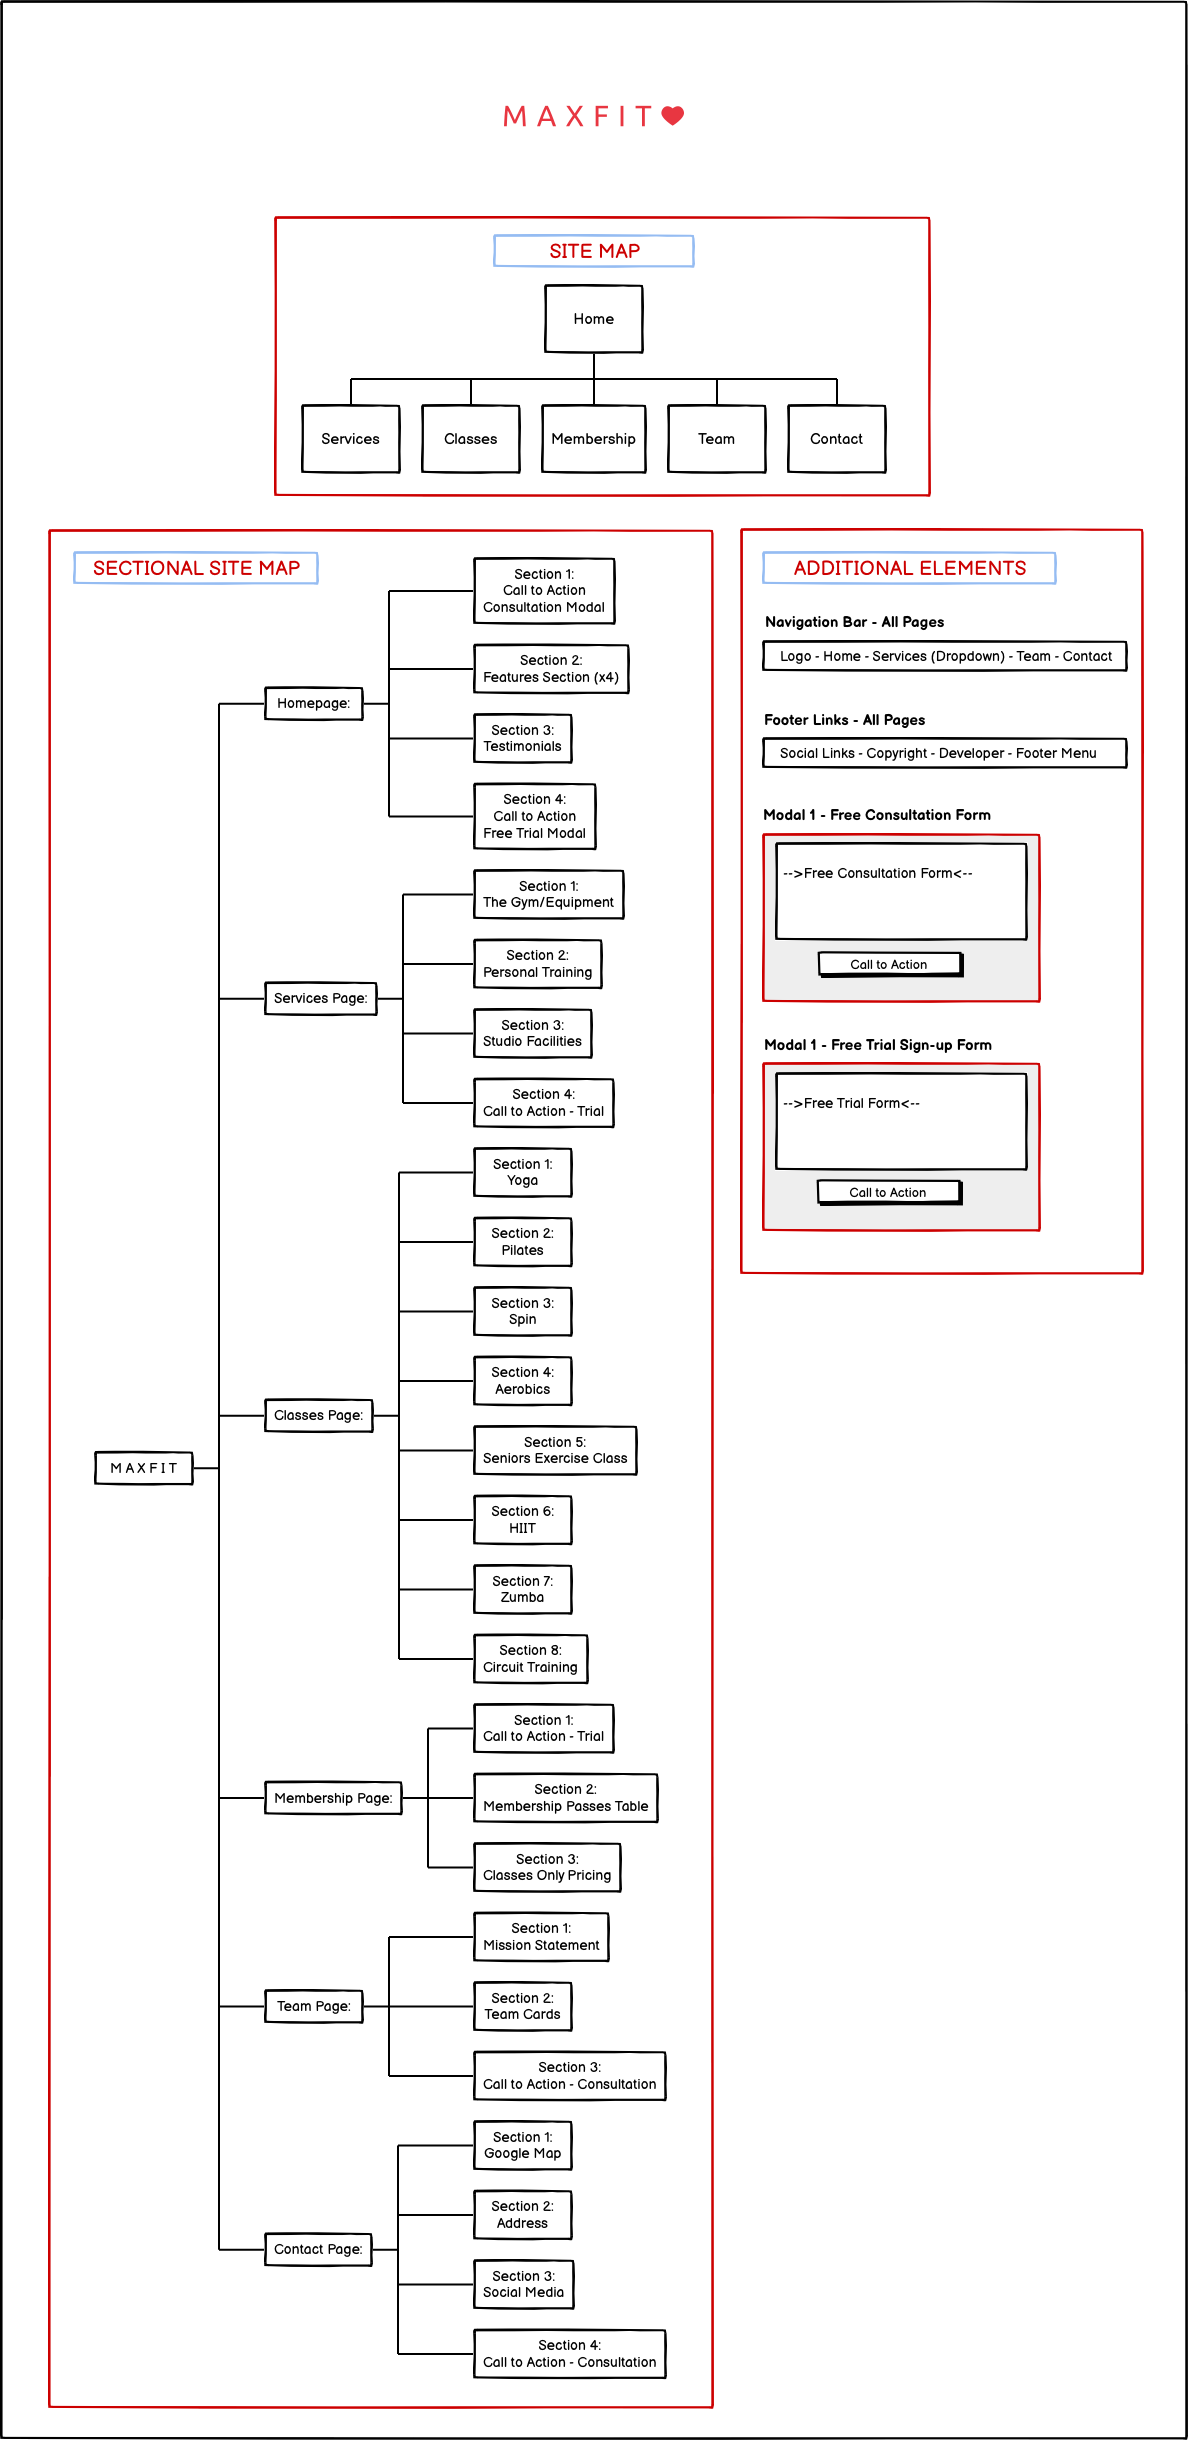 MAXFIT
SITE MAP
Home
Services
Classes
Membership
Team
Contact
SECTIONAL SITE MAP
MAXFIT
Homepage:
Section 1:
Call to Action
Consultation Modal
Section 2:
Features Section (x4)
Section 3:
Testimonials
Section 4:
Call to Action
Free Trial Modal
Services Page:
Section 1:
The Gym/Equipment
Section 2:
Personal Training
Section 3:
Studio Facilities
Section 4:
Call to Action - Trial
Classes Page:
Section 1:
Yoga
Section 2:
Pilates
Section 3:
Spin
Section 4:
Aerobics
Section 5:
Seniors Exercise Class
Section 6:
HIIT
Section 7:
Zumba
Section 8:
Circuit Training
Membership Page:
Section 1:
Call to Action - Trial
Section 2:
Membership Passes Table
Section 3:
Classes Only Pricing
Team Page:
Section 1:
Mission Statement
Section 2:
Team Cards
Section 3:
Call to Action - Consultation
Contact Page:
Section 1:
Google Map
Section 2:
Address
Section 3:
Social Media
Section 4:
Call to Action - Consultation
ADDITIONAL ELEMENTS
Navigation Bar - All Pages
Logo - Home - Services (Dropdown) - Team - Contact
Footer Links - All Pages
Social Links - Copyright - Developer - Footer Menu
Modal 1 - Free Consultation Form
-->Free Consultation Form<--
Call to Action
Modal 1 - Free Trial Sign-up Form
-->Free Trial Form<--
Call to Action